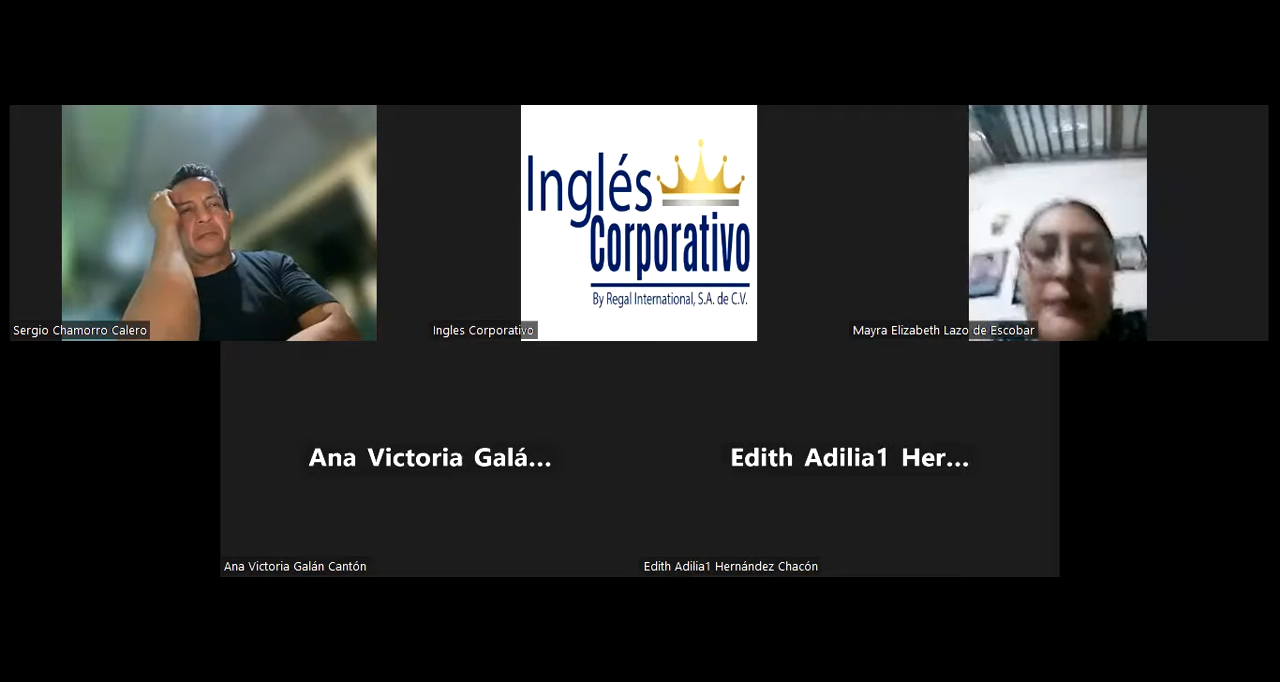 Inglés
Corporativo
By Regal International, S.A. de C.V.
Sergio Chamorro Calero
Ingles Corporativo
Mayra Elizabeth Lazo de Escobar
Ana Victoria Galá...
Edith Adilia1 Her...
Ana Victoria Galán Cantón
Edith Adilia1 Hernández Chacón